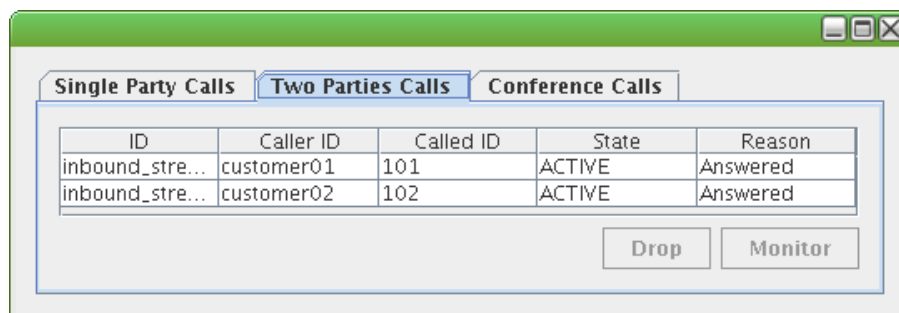 Single Party Calls Two Parties Calls Conference Calls
ID Caller ID Called ID State Reason
inbound_stre... customer01 101 ACTIVE Answered
inbound_stre... customer02 102 ACTIVE Answered
Drop Monitor